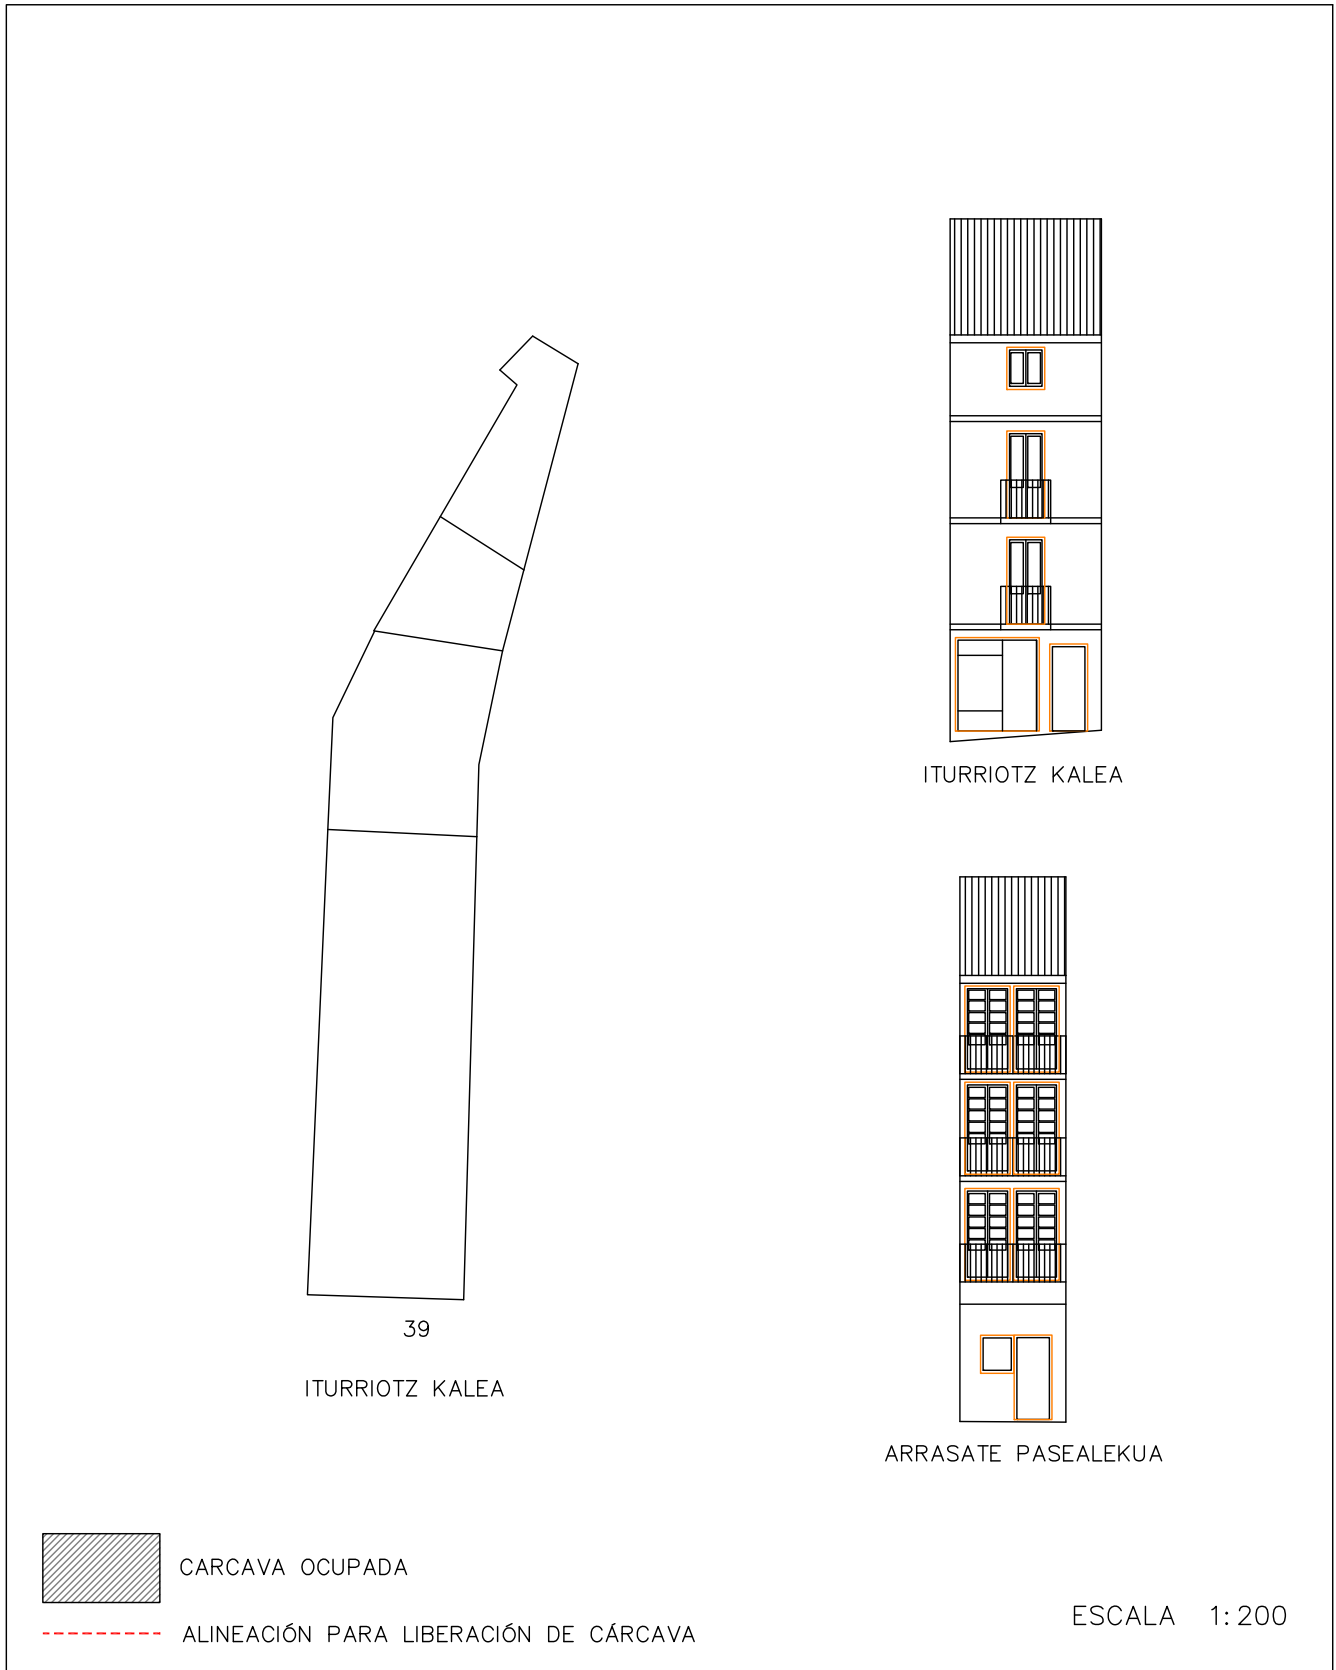 ITURRIOTZ KALEA
39
ITURRIOTZ KALEA
ARRASATE PASEALEKUA
CARCAVA OCUPADA
ALINEACIÓN PARA LIBERACIÓN DE CÁRCAVA
ESCALA 1:200